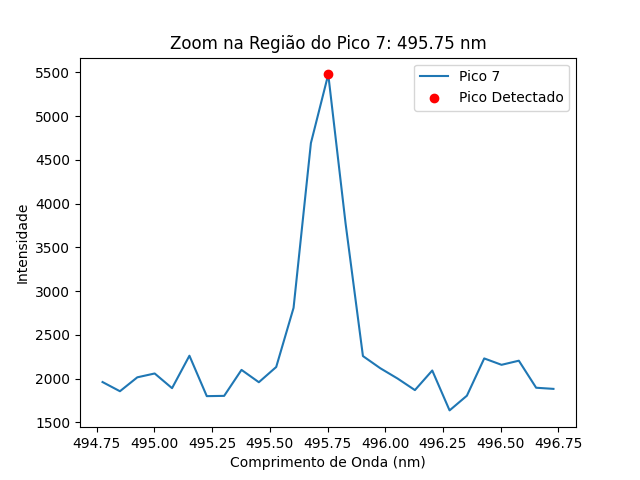 Zoom na Região do Pico 7: 495.75 nm
Pico 7
Pico Detectado
5500
5000
4500
4000
3500
3000
2500
2000
1500
Intensidade
494.75 495.00 495.25 495.50 495.75 496.00 496.25 496.50 496.75
Comprimento de Onda (nm)